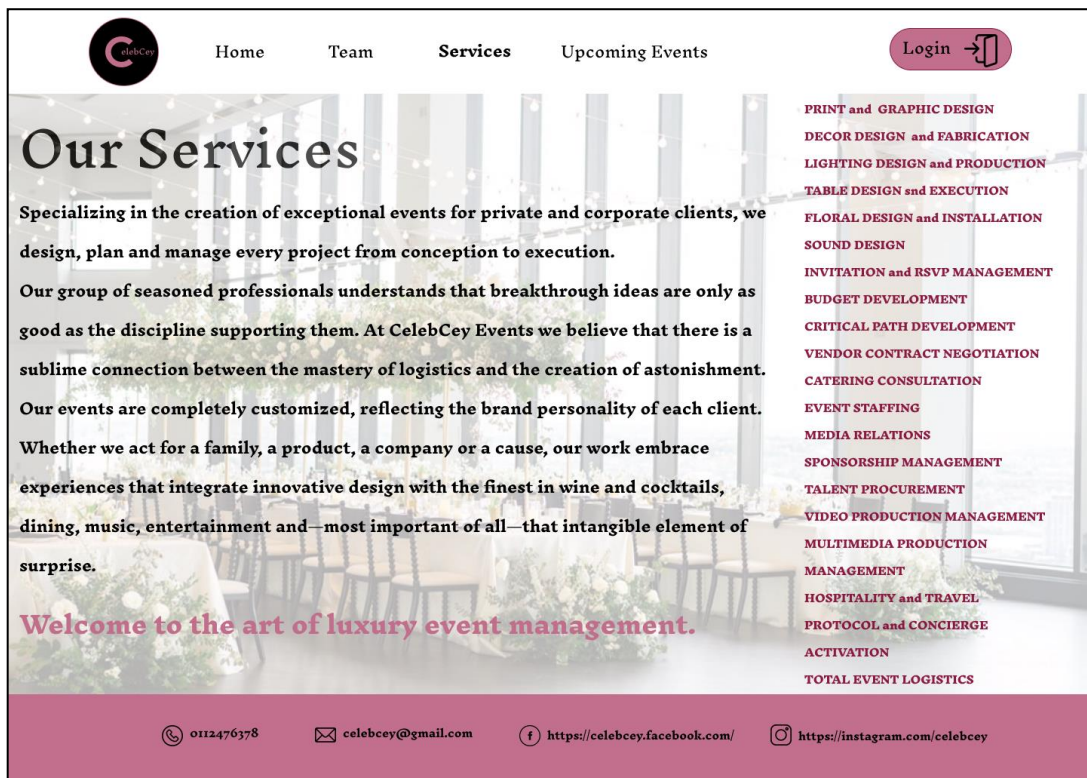 CelebCey
Home
Team
Services
Upcoming Events
Login
Our Services
Specializing in the creation of exceptional events for private and corporate clients, we
design, plan and manage every project from conception to execution.
Our group of seasoned professionals understands that breakthrough ideas are only as
good as the discipline supporting them. At CelebCey Events we believe that there is a
sublime connection between the mastery of logistics and the creation of astonishment.
Our events are completely customized, reflecting the brand personality of each client.
Whether we act for a family, a product, a company or a cause, our work embrace
experiences that integrate innovative design with the finest in wine and cocktails,
dining, music, entertainment and—most important of all—that intangible element of
surprise.
Welcome to the art of luxury event management.
PRINT and GRAPHIC DESIGN
DECOR DESIGN and FABRICATION
LIGHTING DESIGN and PRODUCTION
TABLE DESIGN snd EXECUTION
FLORAL DESIGN and INSTALLATION
SOUND DESIGN
INVITATION and RSVP MANAGEMENT
BUDGET DEVELOPMENT
CRITICAL PATH DEVELOPMENT
VENDOR CONTRACT NEGOTIATION
CATERING CONSULTATION
EVENT STAFFING
MEDIA RELATIONS
SPONSORSHIP MANAGEMENT
TALENT PROCUREMENT
VIDEO PRODUCTION MANAGEMENT
MULTIMEDIA PRODUCTION
MANAGEMENT
HOSPITALITY and TRAVEL
PROTOCOL and CONCIERGE
ACTIVATION
TOTAL EVENT LOGISTICS
0112476378
celebcey@gmail.com
https://celebcey.facebook.com/
https://instagram.com/celebcey